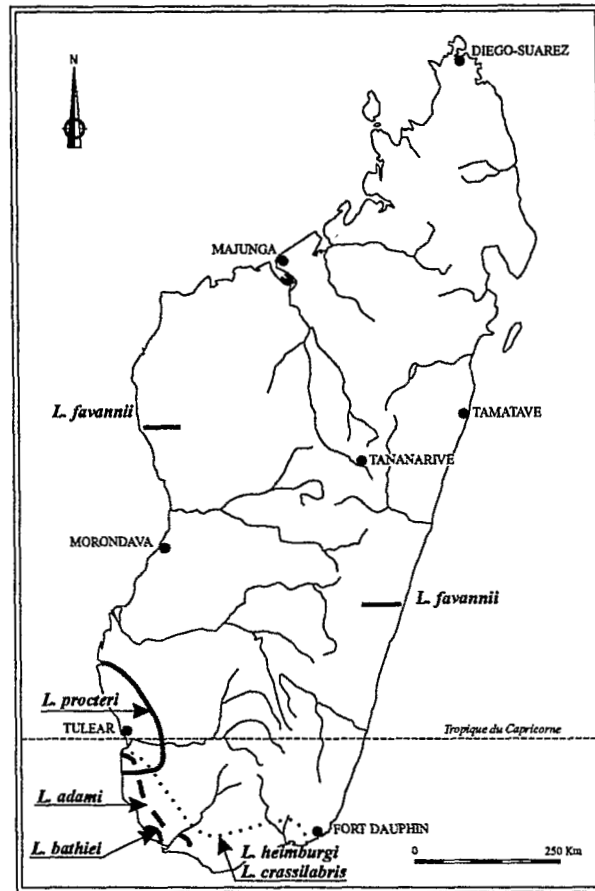 N
DIEGO-SUAREZ
MAJUNGA
L. favannii
TAMATAVE
TANANARIVE
MORONDAVA
L. favannii
L. procteri
TULEAR
Tropique du Capricorne
L. adami
L. bathiei
FORT DAUPHIN
L. heimburgi
L. crassilabris
0
250 Km